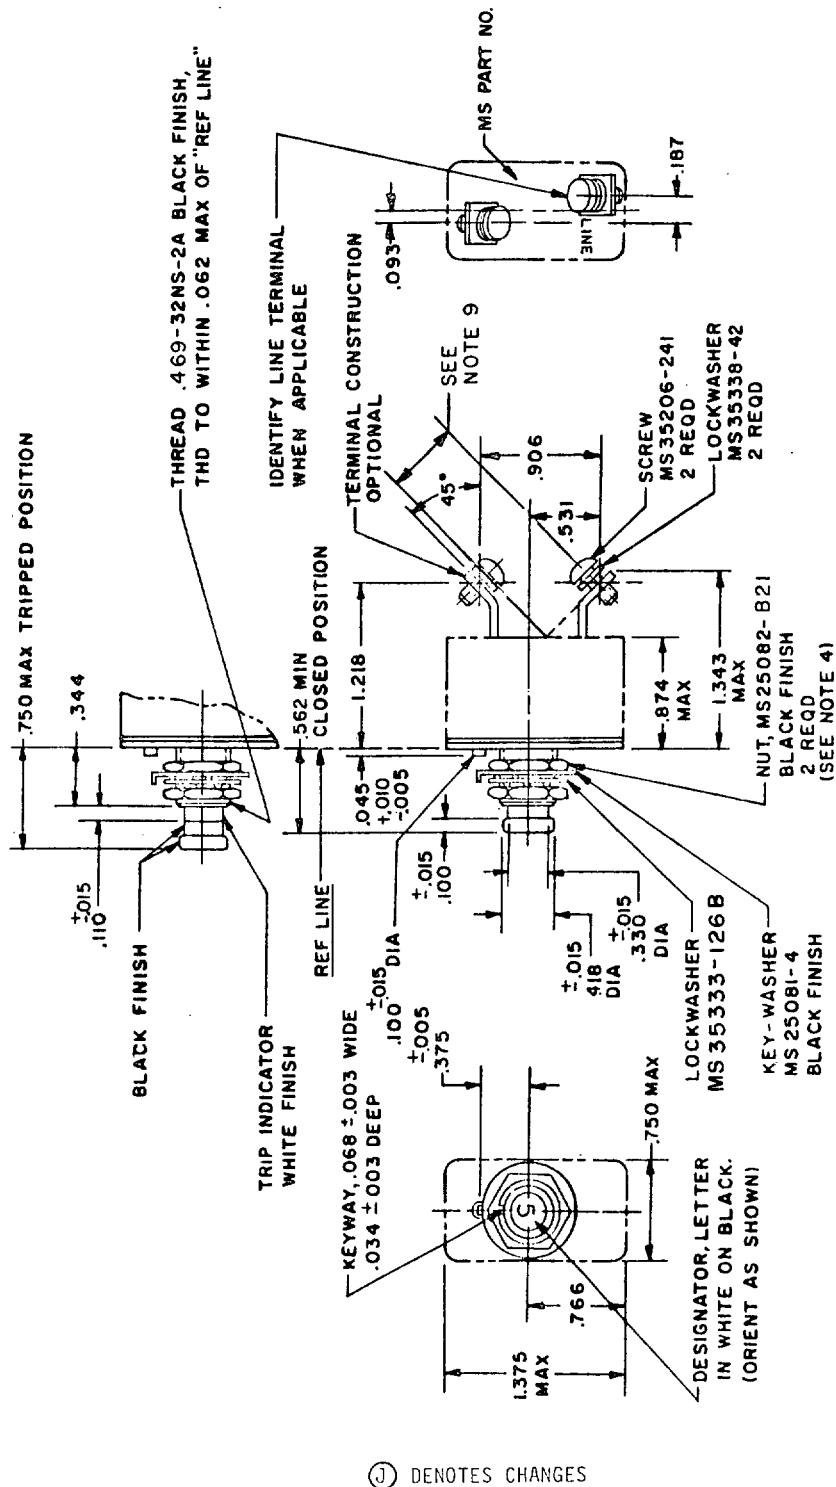 .750 MAX TRIPPED POSITION
.344
±.015
.110
BLACK FINISH
TRIP INDICATOR
WHITE FINISH
THREAD .469-32NS-2A BLACK FINISH,
THD TO WITHIN .062 MAX OF "REF LINE"
IDENTIFY LINE TERMINAL
WHEN APPLICABLE
MS PART NO.
LINE
.093
.187
.562 MIN
CLOSED POSITION
REF LINE
TERMINAL CONSTRUCTION
OPTIONAL
SEE
NOTE 9
45°
1.218
.906
.531
.874
MAX
1.343
MAX
SCREW
MS35206-241
2 REQD
LOCKWASHER
MS35338-42
2 REQD
NUT, MS25082-B21
BLACK FINISH
2 REQD
(SEE NOTE 4)
.045 +.010
-.005
±.015
.100 DIA
±.015
.100
±.015
.418
DIA
±.015
.330
DIA
LOCKWASHER
MS 35333-126B
KEY-WASHER
MS 25081-4
BLACK FINISH
KEYWAY, .068 ±.003 WIDE
.034 ±.003 DEEP
±.005
.375
5
.750 MAX
.766
1.375
MAX
DESIGNATOR, LETTER
IN WHITE ON BLACK.
(ORIENT AS SHOWN)
J DENOTES CHANGES